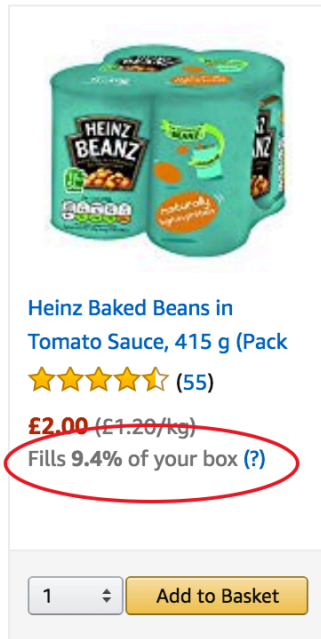 HEINZ
BEANZ
BEANZ
naturally
high in protein
Heinz Baked Beans in
Tomato Sauce, 415 g (Pack
(55)
£2.00 (£1.20/kg)
Fills 9.4% of your box (?)
1
Add to Basket